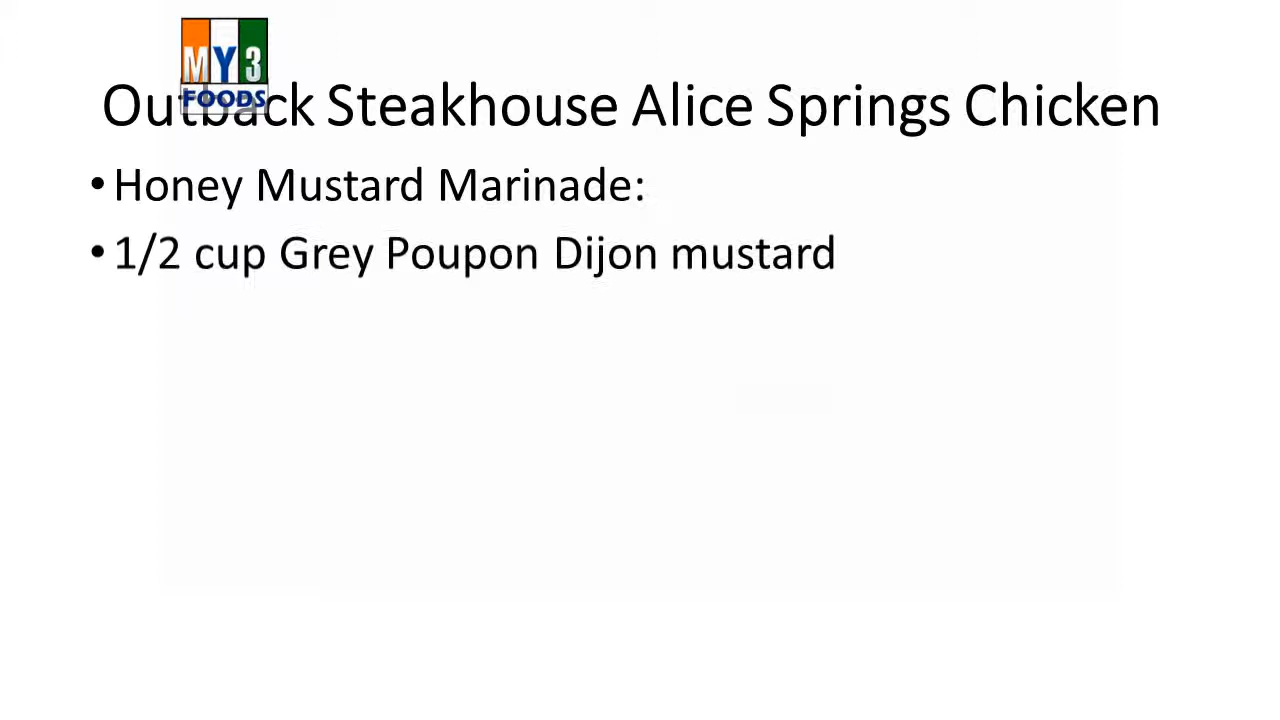 MY3
FOODS
Outback Steakhouse Alice Springs Chicken
•Honey Mustard Marinade:
•1/2 cup Grey Poupon Dijon mustard